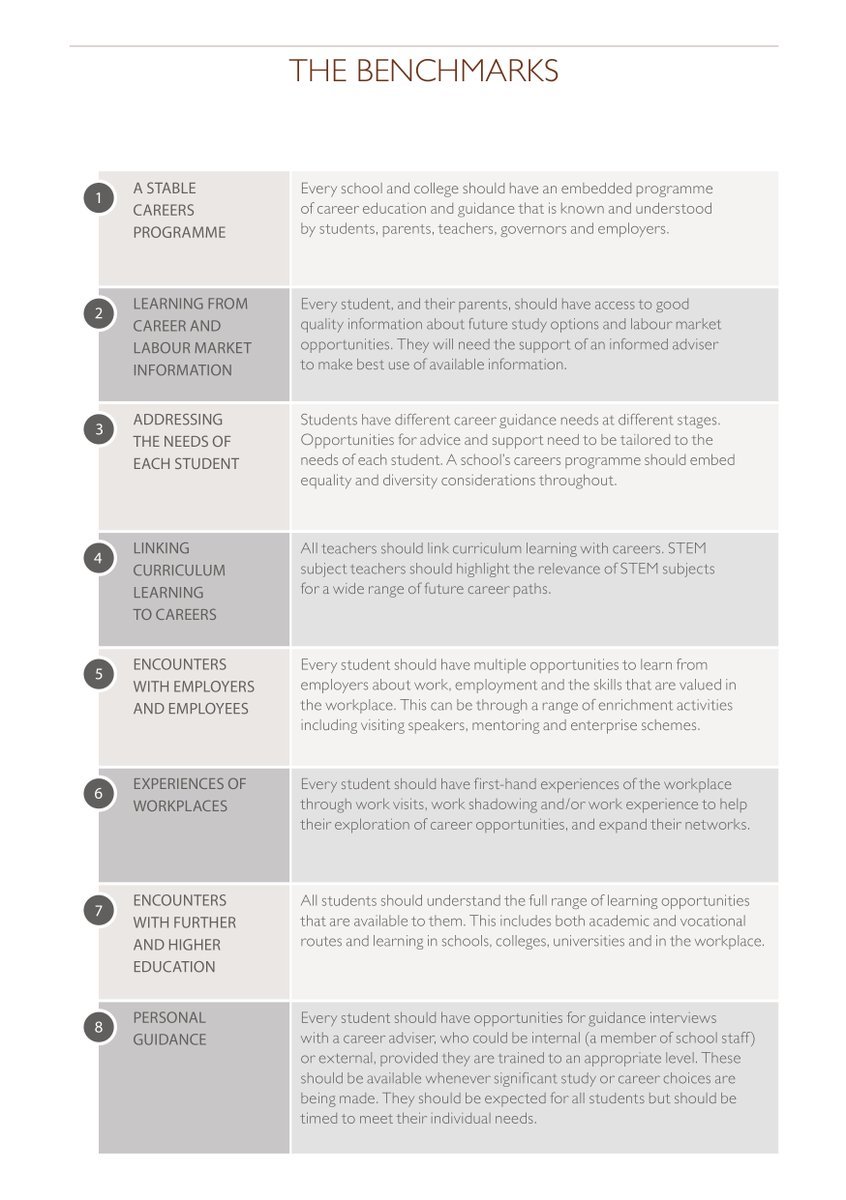 THE BENCHMARKS
1
A STABLE
CAREERS
PROGRAMME
Every school and college should have an embedded programme
of career education and guidance that is known and understood
by students, parents, teachers, governors and employers.
2
LEARNING FROM
CAREER AND
LABOUR MARKET
INFORMATION
Every student, and their parents, should have access to good
quality information about future study options and labour market
opportunities. They will need the support of an informed adviser
to make best use of available information.
3
ADDRESSING
THE NEEDS OF
EACH STUDENT
Students have different career guidance needs at different stages.
Opportunities for advice and support need to be tailored to the
needs of each student. A school's careers programme should embed
equality and diversity considerations throughout.
4
LINKING
CURRICULUM
LEARNING
TO CAREERS
All teachers should link curriculum learning with careers. STEM
subject teachers should highlight the relevance of STEM subjects
for a wide range of future career paths.
5
ENCOUNTERS
WITH EMPLOYERS
AND EMPLOYEES
Every student should have multiple opportunities to learn from
employers about work, employment and the skills that are valued in
the workplace. This can be through a range of enrichment activities
including visiting speakers, mentoring and enterprise schemes.
6
EXPERIENCES OF
WORKPLACES
Every student should have first-hand experiences of the workplace
through work visits, work shadowing and/or work experience to help
their exploration of career opportunities, and expand their networks.
7
ENCOUNTERS
WITH FURTHER
AND HIGHER
EDUCATION
All students should understand the full range of learning opportunities
that are available to them. This includes both academic and vocational
routes and learning in schools, colleges, universities and in the workplace.
8
PERSONAL
GUIDANCE
Every student should have opportunities for guidance interviews
with a career adviser, who could be internal (a member of school staff)
or external, provided they are trained to an appropriate level. These
should be available whenever significant study or career choices are
being made. They should be expected for all students but should be
timed to meet their individual needs.